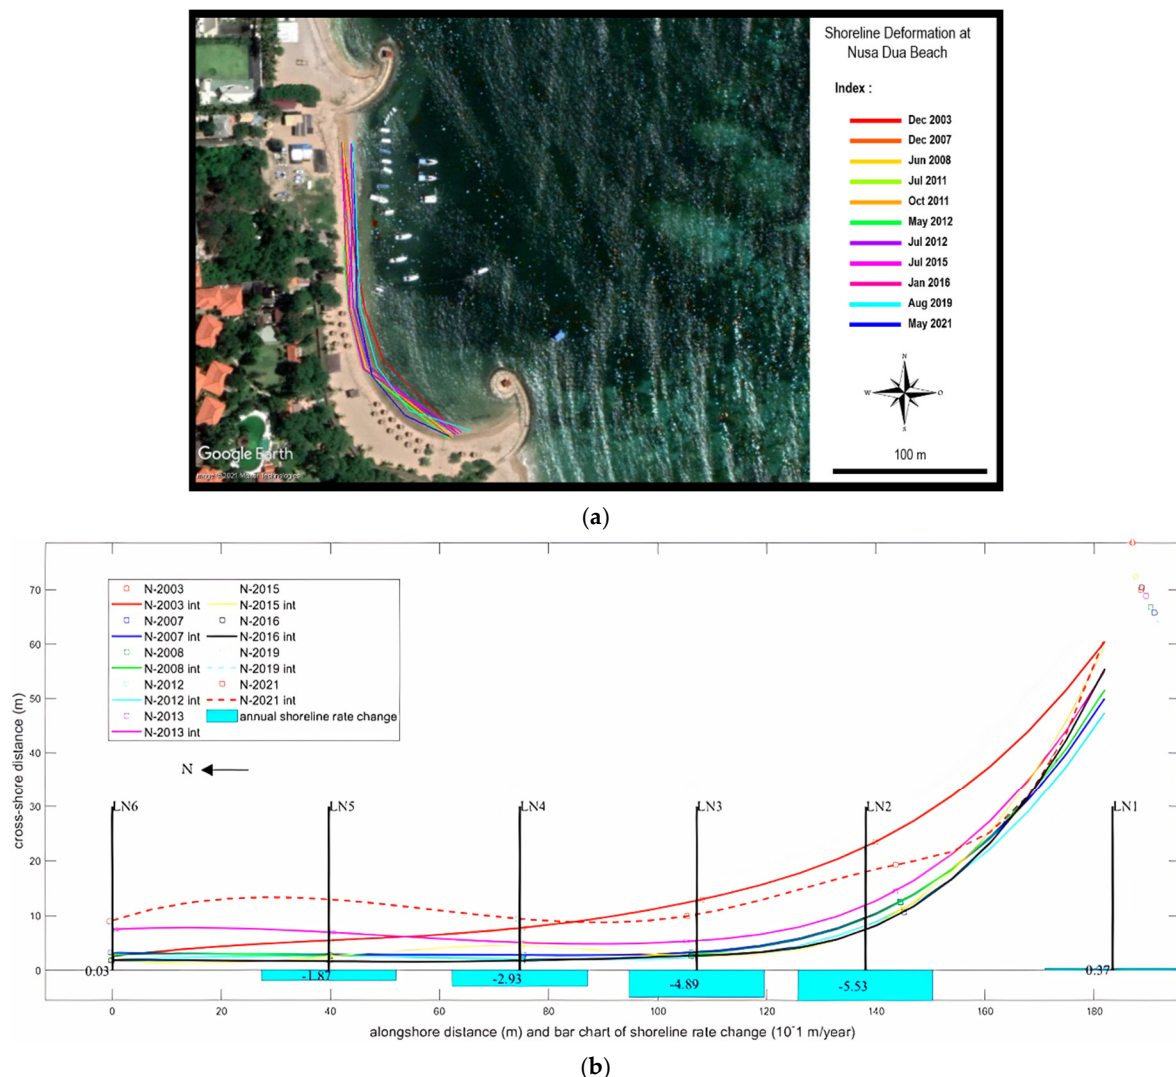 Shoreline Deformation at
Nusa Dua Beach
Index :
Dec 2003
Dec 2007
Jun 2008
Jul 2011
Oct 2011
May 2012
Jul 2012
Jul 2015
Jan 2016
Aug 2019
May 2021
N
W O
S
100 m
Google Earth
Image © 2021 Maxar Technologies
(a)
cross-shore distance (m)
70
60
50
40
30
20
10
0
N-2003
N-2003 int
N-2007
N-2007 int
N-2008
N-2008 int
N-2012
N-2012 int
N-2013
N-2013 int
N-2015
N-2015 int
N-2016
N-2016 int
N-2019
N-2019 int
N-2021
N-2021 int
annual shoreline rate change
N
LN6 LN5 LN4 LN3 LN2 LN1
0.03 -1.87 -2.93 -4.89 -5.53 0.37
0 20 40 60 80 100 120 140 160 180
alongshore distance (m) and bar chart of shoreline rate change (10^-1 m/year)
(b)